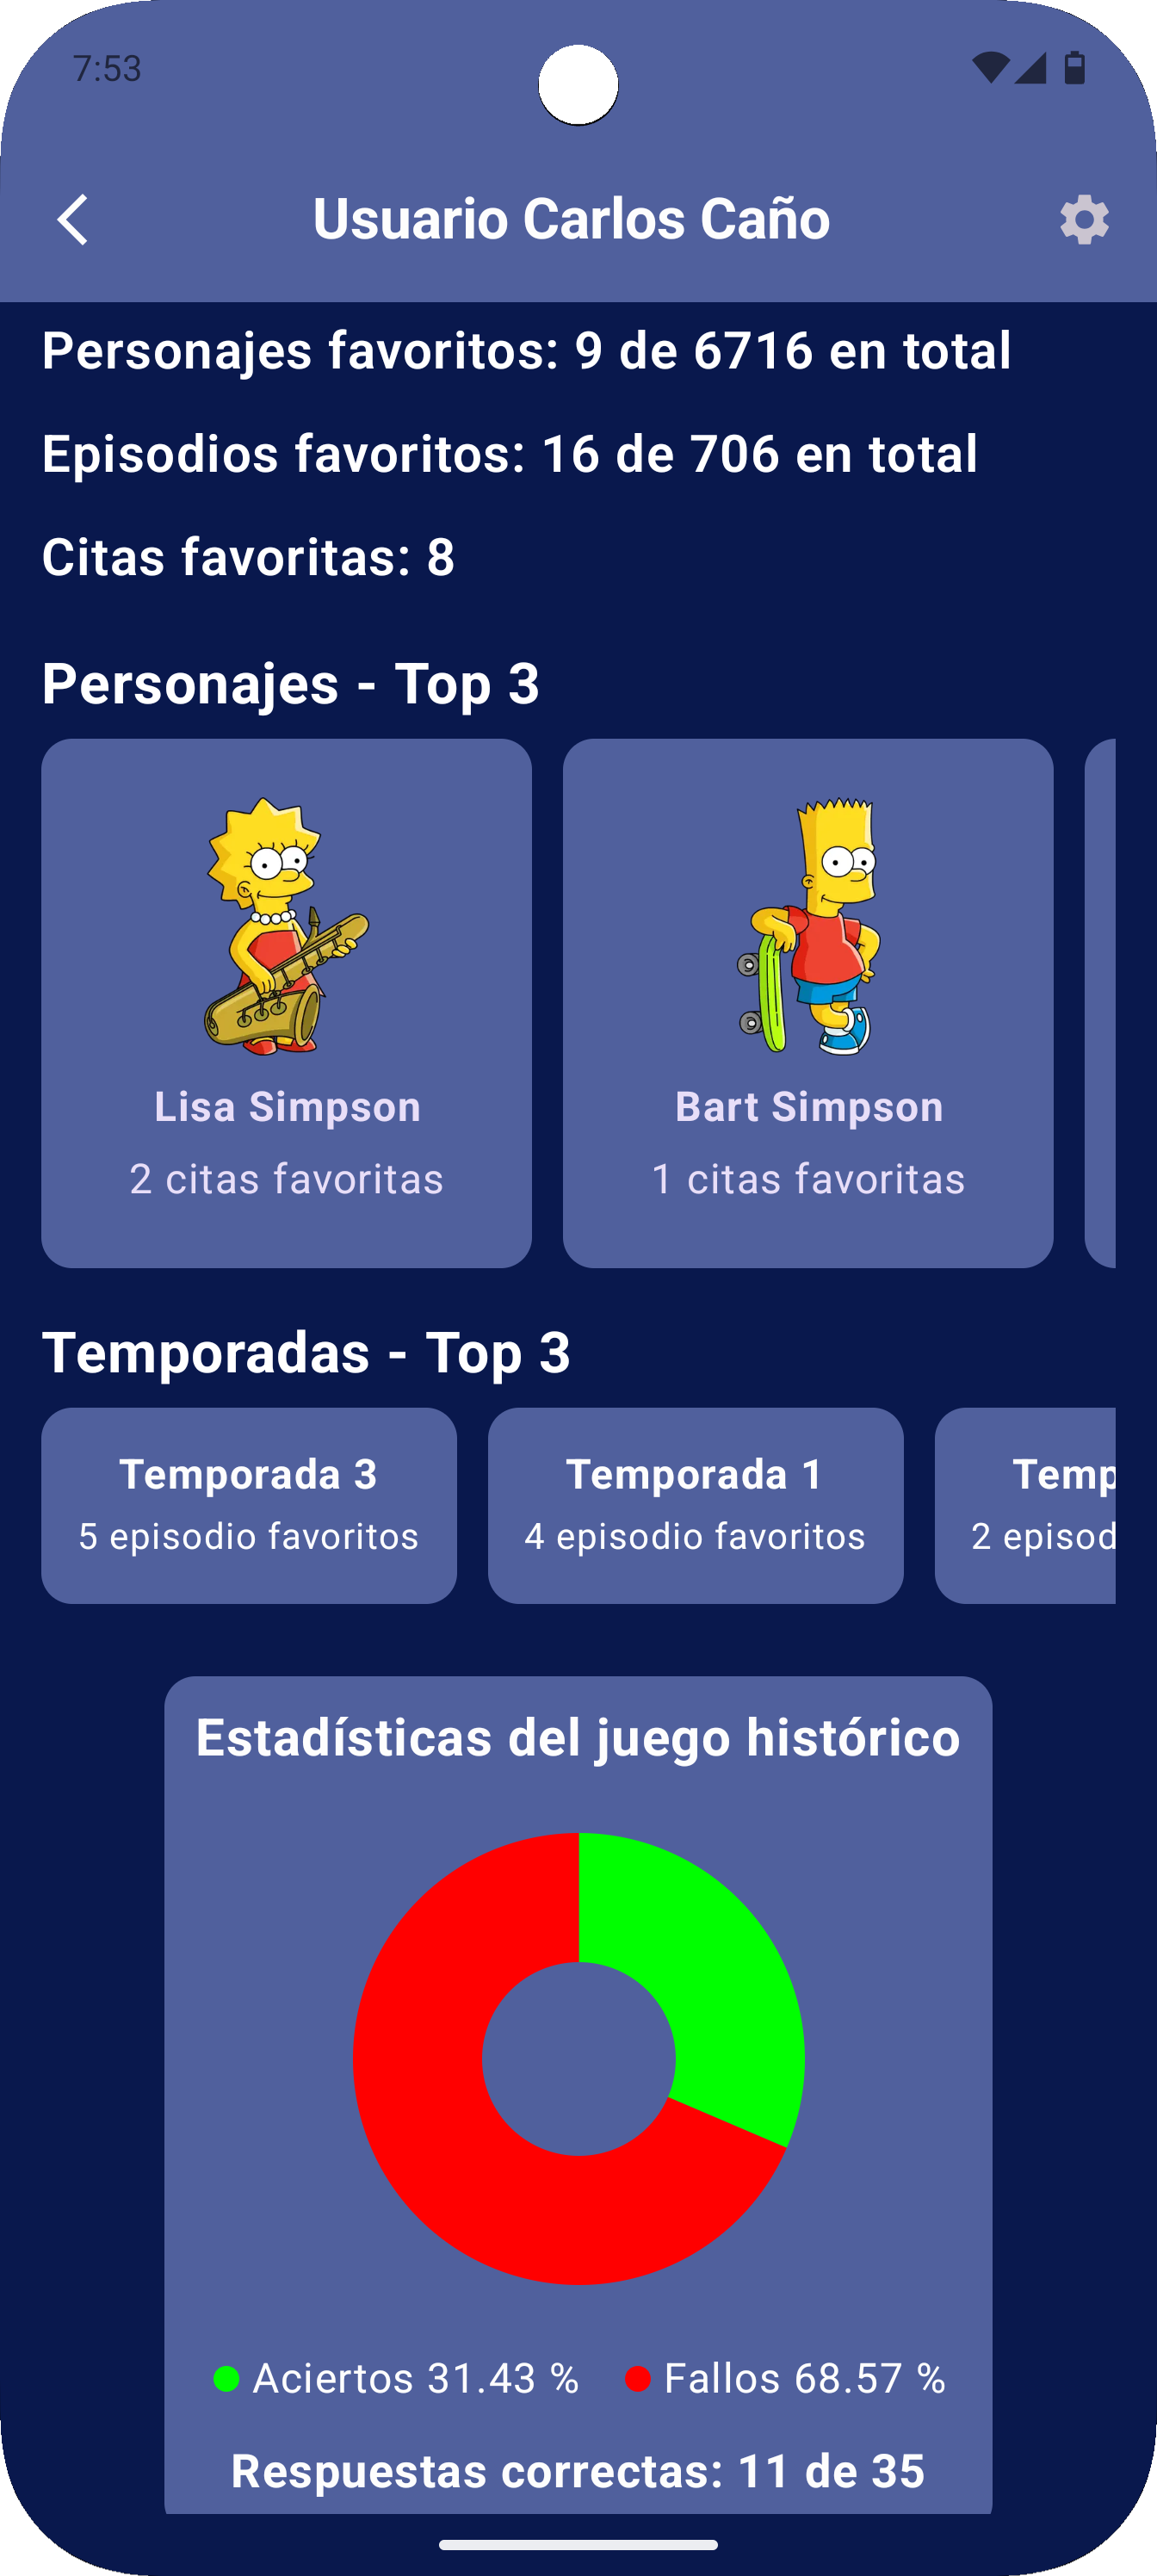 7:53
Usuario Carlos Caño
Personajes favoritos: 9 de 6716 en total
Episodios favoritos: 16 de 706 en total
Citas favoritas: 8
Personajes - Top 3
Lisa Simpson
2 citas favoritas
Bart Simpson
1 citas favoritas
Temporadas - Top 3
Temporada 3
5 episodio favoritos
Temporada 1
4 episodio favoritos
Temp
2 episod
Estadísticas del juego histórico
Aciertos 31.43 %
Fallos 68.57 %
Respuestas correctas: 11 de 35